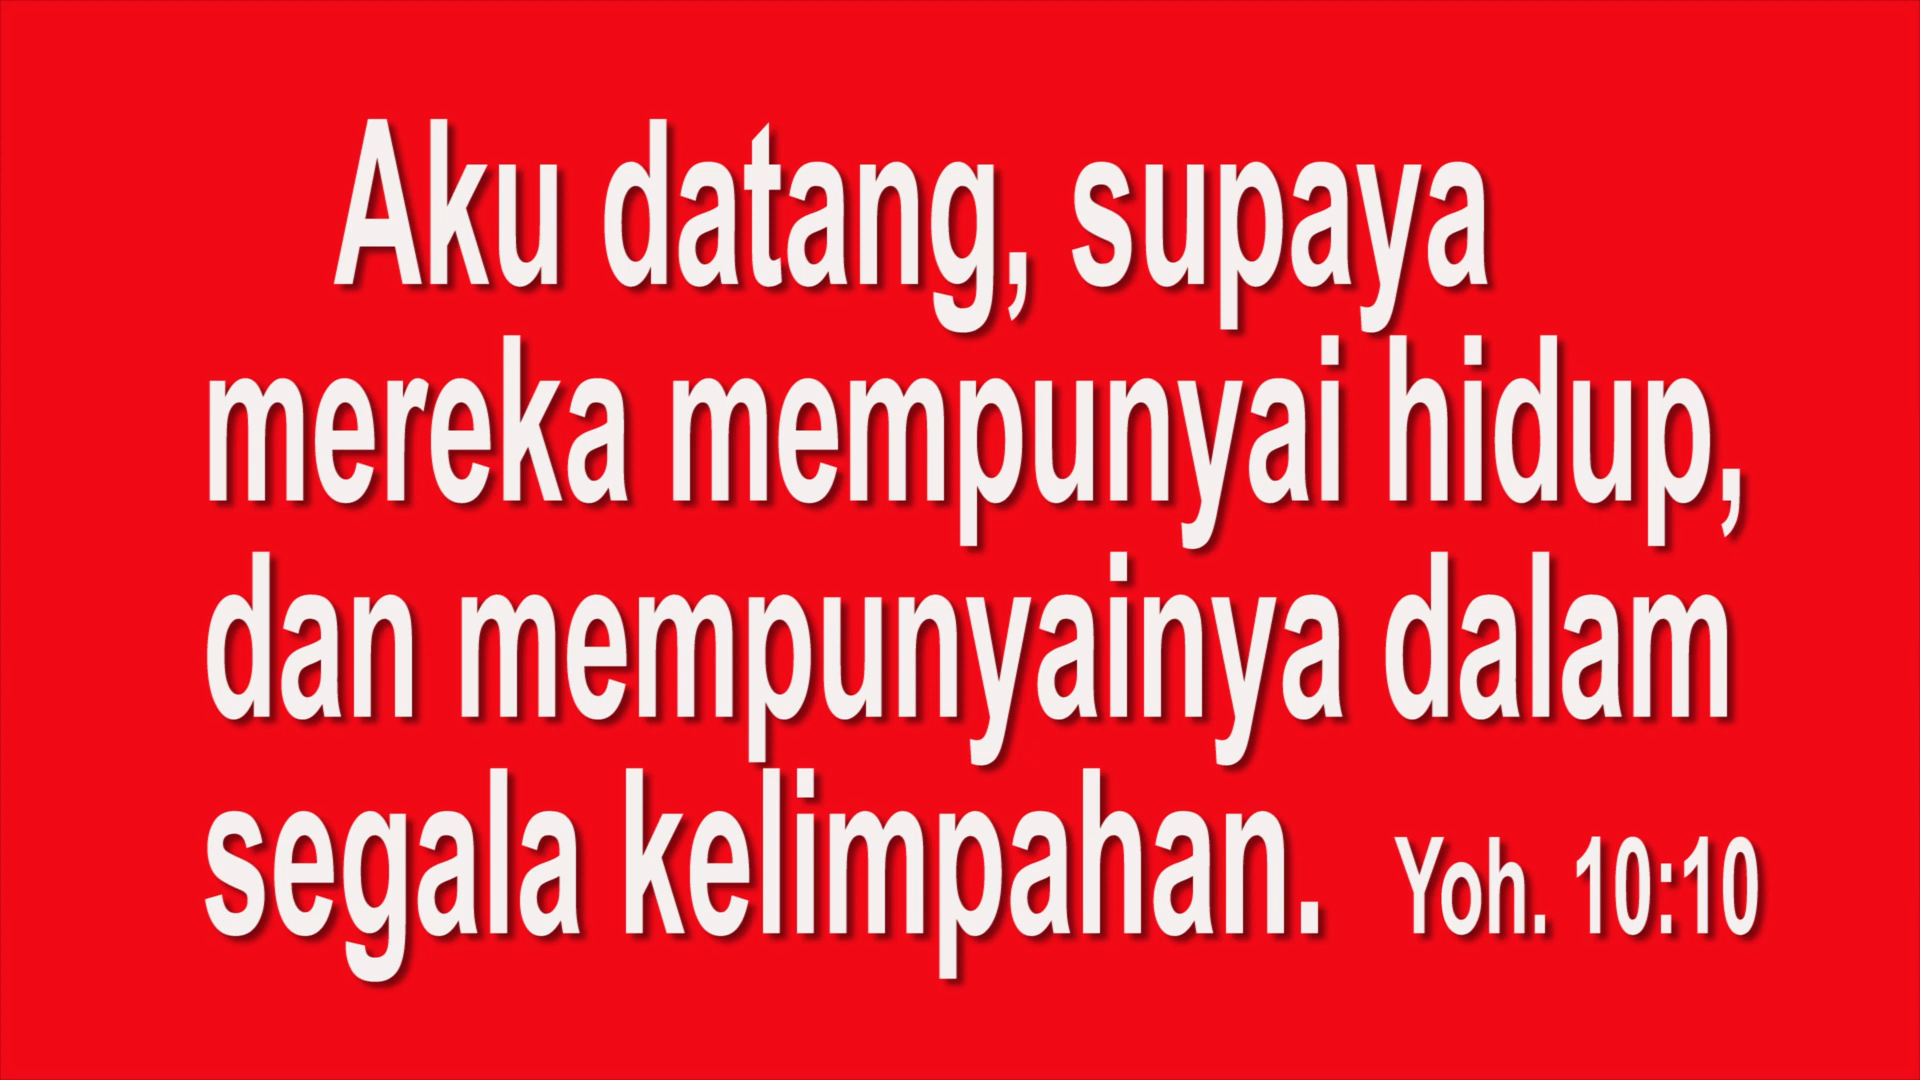 Aku datang, supaya
mereka mempunyai hidup,
dan mempunyainya dalam
segala kelimpahan. Yoh. 10:10